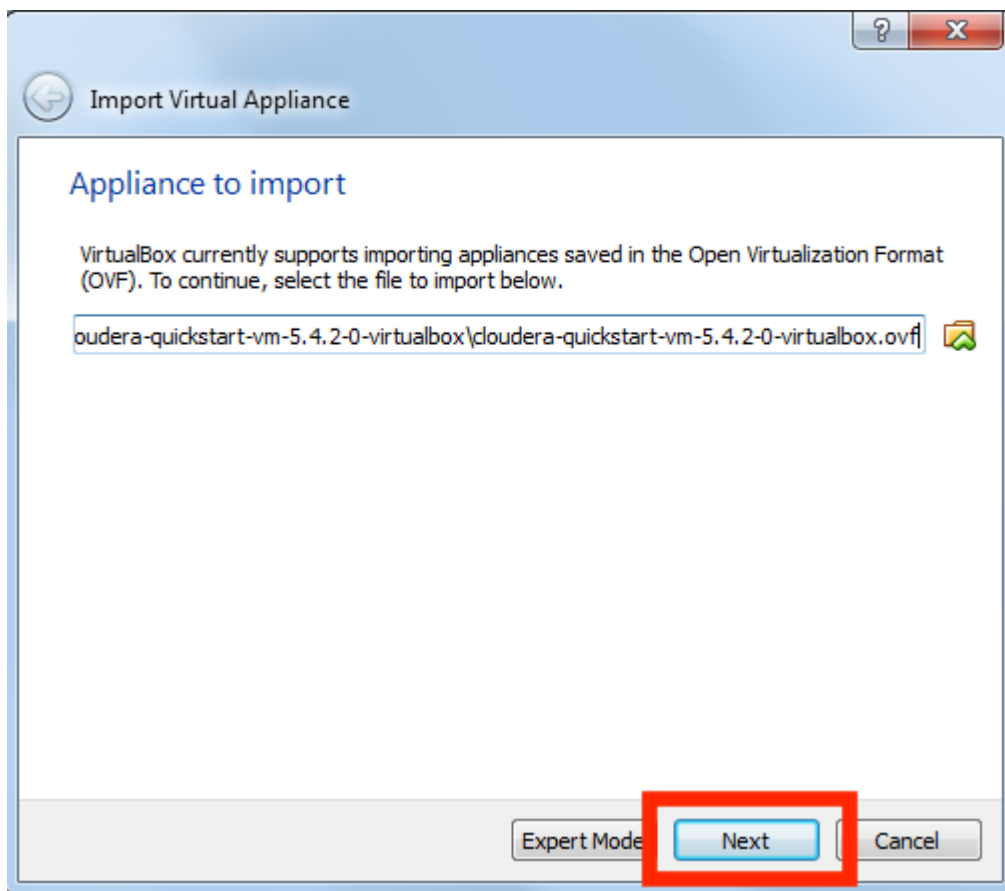 ?
X
Import Virtual Appliance
Appliance to import
VirtualBox currently supports importing appliances saved in the Open Virtualization Format
(OVF). To continue, select the file to import below.
oudera-quickstart-vm-5.4.2-0-virtualbox\cloudera-quickstart-vm-5.4.2-0-virtualbox.ovf
Expert Mode Next Cancel